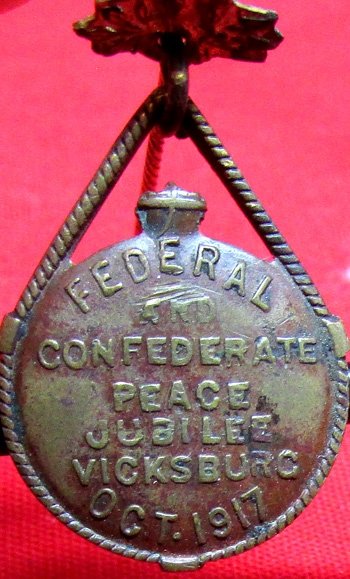 FEDERAL
AND
CONFEDERATE
PEACE
JUBILEE
VICKSBURG
OCT. 1917